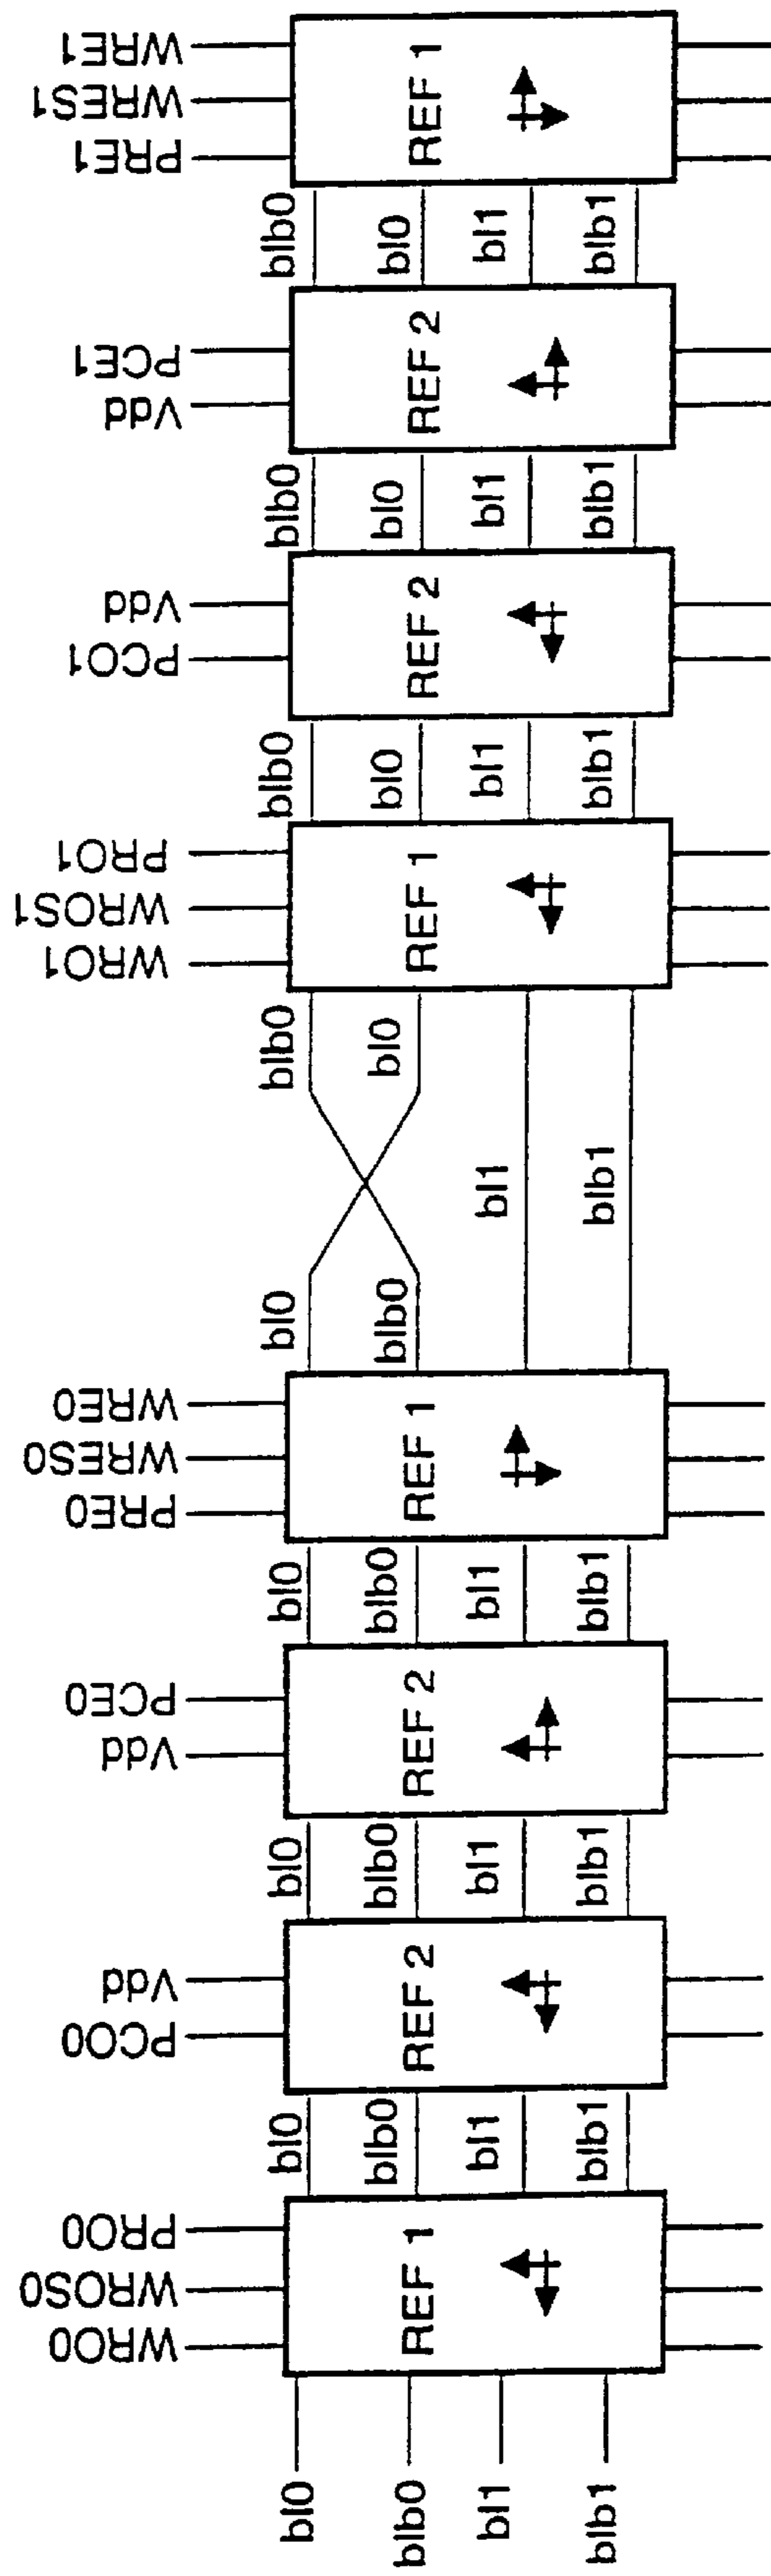 WRO0
WROS0
PRO0
PCO0
Vdd
Vdd
PCE0
PRE0
WRES0
WRE0
WRO1
WROS1
PRO1
PCO1
Vdd
Vdd
PCE1
PRE1
WRES1
WRE1
bl0
blb0
bl1
blb1
REF 1
bl0
blb0
bl1
blb1
REF 2
bl0
blb0
bl1
blb1
REF 2
bl0
blb0
bl1
blb1
REF 1
bl0
blb0
bl1
blb1
blb0
bl0
REF 1
blb0
bl0
bl1
blb1
REF 2
blb0
bl0
bl1
blb1
REF 2
blb0
bl0
bl1
blb1
REF 1